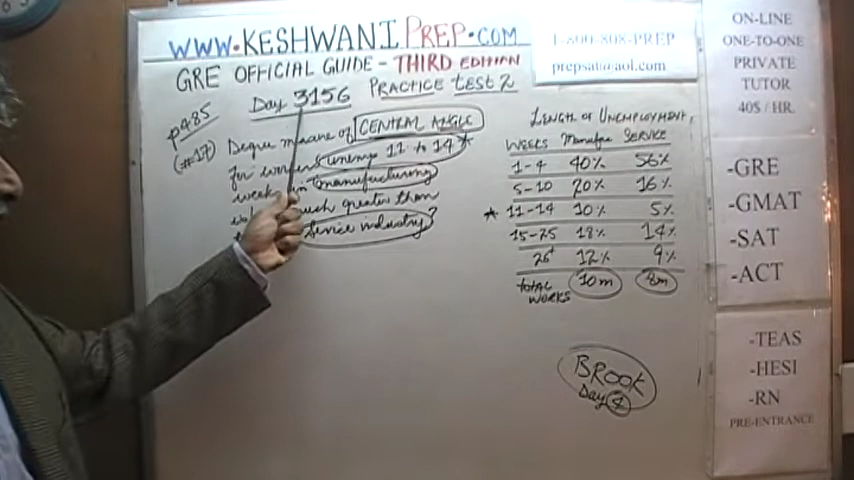 WWW.KESHWANIPREP.COM
GRE OFFICIAL GUIDE - THIRD EDITION
Day 3156 PRACTICE test 2
p485
(#17) Degree measure of CENTRAL ANGLE
for workers unemp 11 to 14 *
weeks in manufacturing
much greater than
service industry?
1-800-808-PREP
prepsat@aol.com
LENGTH OF UNEMPLOYMENT,
WEEKS Manufac SERVICE
1-4 40% 56%
5-10 20% 16%
* 11-14 10% 5%
15-25 18% 14%
26+ 12% 9%
TOTAL 10m 8m
WORKS
BROOK
Day 4
ON-LINE
ONE-TO-ONE
PRIVATE
TUTOR
40$ / HR.
-GRE
-GMAT
-SAT
-ACT
-TEAS
-HESI
-RN
PRE-ENTRANCE